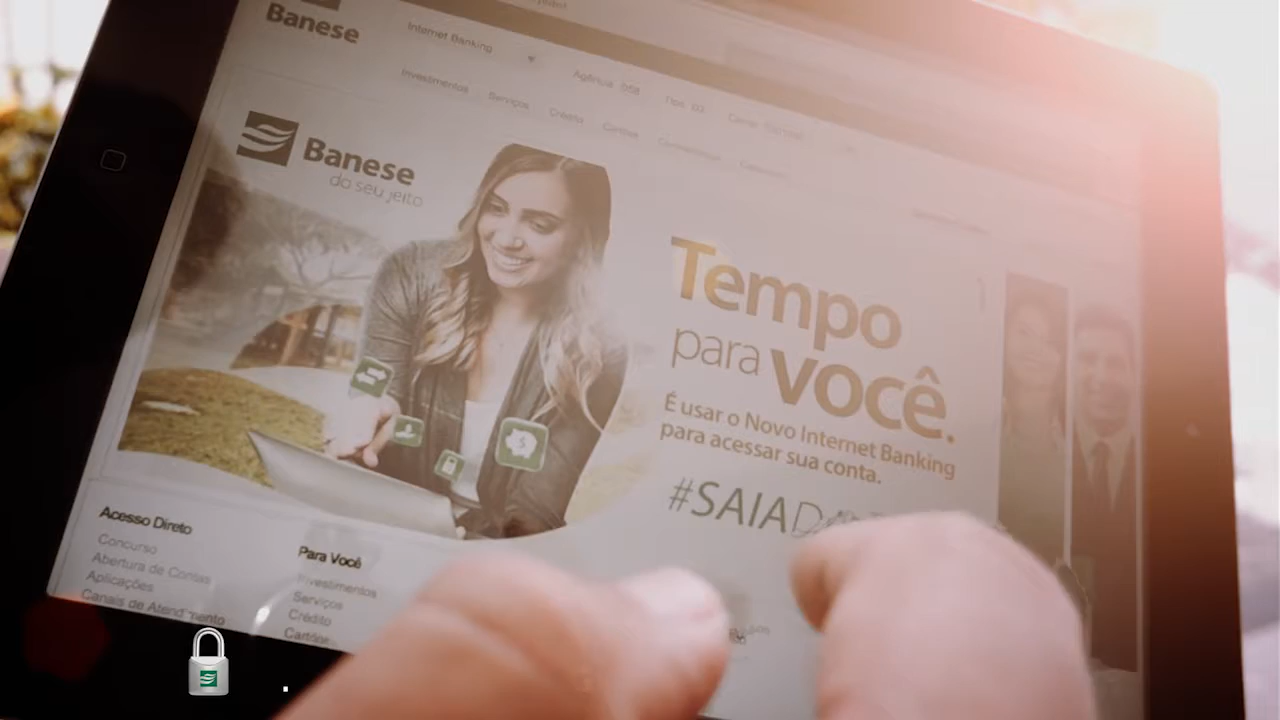 Banese
Internet Banking
Investimentos Serviços Crédito Cartões
Agência
Banese
do seu jeito
Tempo
para você.
É usar o Novo Internet Banking
para acessar sua conta.
#SAIA
Acesso Direto
Concurso
Abertura de Contas
Aplicações
Canais de Atendimento
Para Você
Investimentos
Serviços
Crédito
Cartões